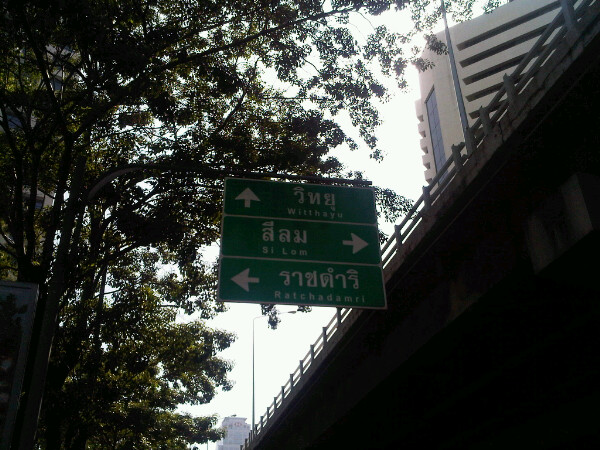 วิทยุ
Witthayu
สีลม
Si Lom
ราชดำริ
Ratchadamri